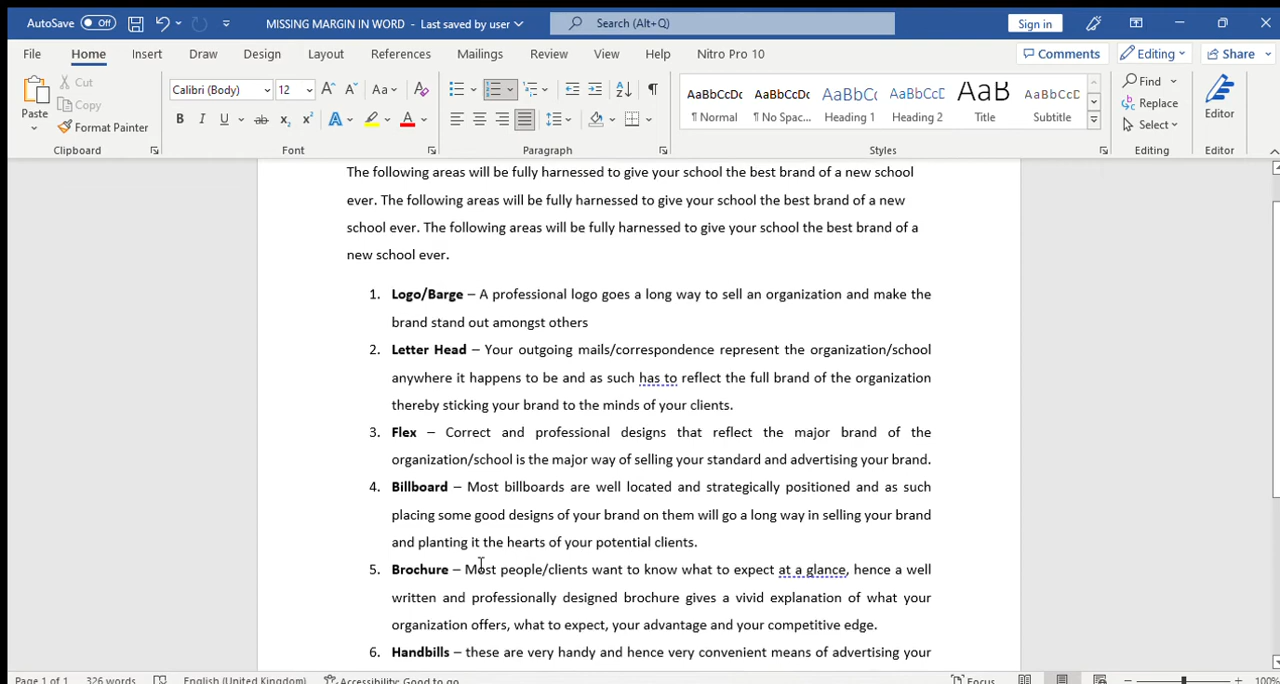 AutoSave Off MISSING MARGIN IN WORD - Last saved by user Search (Alt+Q) Sign in
File Home Insert Draw Design Layout References Mailings Review View Help Nitro Pro 10 Comments Editing Share
Paste Cut Copy Format Painter
Calibri (Body) 12 A A Aa A
B I U ab x₂ x² A A
AaBbCcDc AaBbCcDc AaBbC AaBbCcD AaB AaBbCcD
¶ Normal ¶ No Spac... Heading 1 Heading 2 Title Subtitle
Find Replace Select Editor
Clipboard Font Paragraph Styles Editing Editor
The following areas will be fully harnessed to give your school the best brand of a new school
ever. The following areas will be fully harnessed to give your school the best brand of a new
school ever. The following areas will be fully harnessed to give your school the best brand of a
new school ever.
1. Logo/Barge – A professional logo goes a long way to sell an organization and make the
brand stand out amongst others
2. Letter Head – Your outgoing mails/correspondence represent the organization/school
anywhere it happens to be and as such has to reflect the full brand of the organization
thereby sticking your brand to the minds of your clients.
3. Flex – Correct and professional designs that reflect the major brand of the
organization/school is the major way of selling your standard and advertising your brand.
4. Billboard – Most billboards are well located and strategically positioned and as such
placing some good designs of your brand on them will go a long way in selling your brand
and planting it the hearts of your potential clients.
5. Brochure – Most people/clients want to know what to expect at a glance, hence a well
written and professionally designed brochure gives a vivid explanation of what your
organization offers, what to expect, your advantage and your competitive edge.
6. Handbills – these are very handy and hence very convenient means of advertising your
Page 1 of 1 326 words English (United Kingdom) Accessibility: Good to go Focus 100%